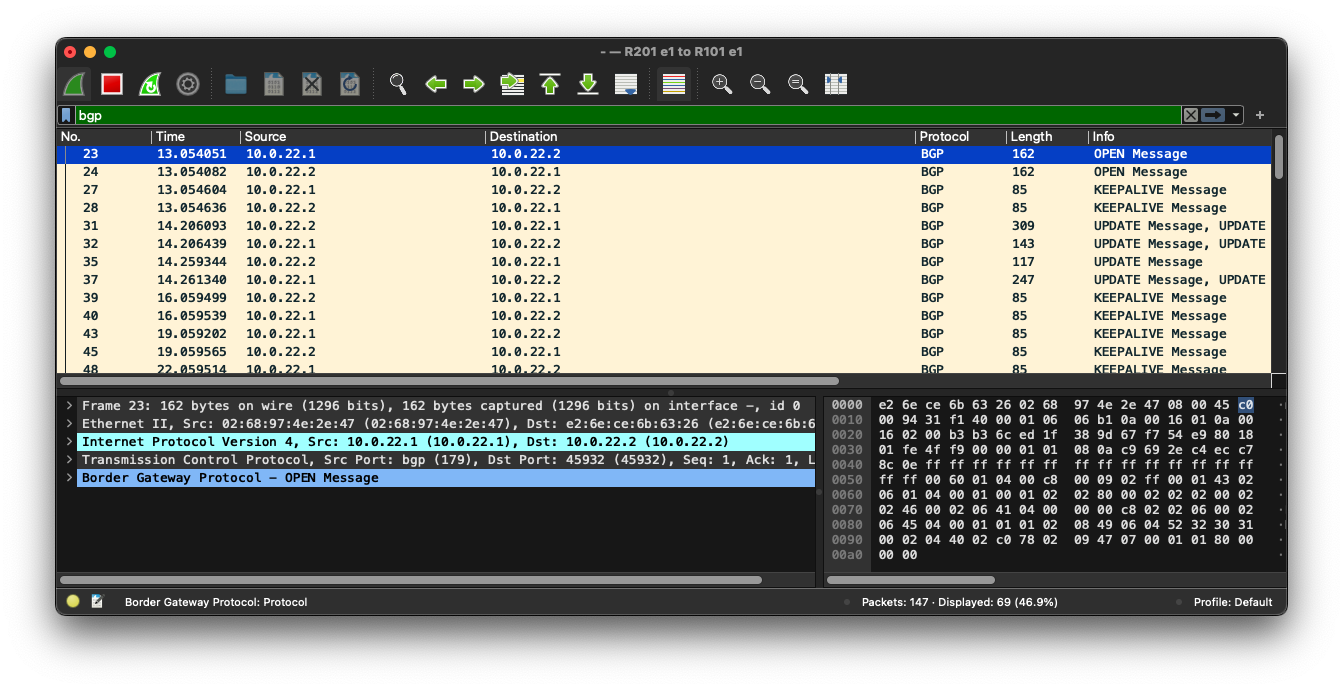 - — R201 e1 to R101 e1
bgp
No. Time Source Destination Protocol Length Info
23 13.054051 10.0.22.1 10.0.22.2 BGP 162 OPEN Message
24 13.054082 10.0.22.2 10.0.22.1 BGP 162 OPEN Message
27 13.054604 10.0.22.1 10.0.22.2 BGP 85 KEEPALIVE Message
28 13.054636 10.0.22.2 10.0.22.1 BGP 85 KEEPALIVE Message
31 14.206093 10.0.22.2 10.0.22.1 BGP 309 UPDATE Message, UPDATE
32 14.206439 10.0.22.1 10.0.22.2 BGP 143 UPDATE Message, UPDATE
35 14.259344 10.0.22.2 10.0.22.1 BGP 117 UPDATE Message
37 14.261340 10.0.22.1 10.0.22.2 BGP 247 UPDATE Message, UPDATE
39 16.059499 10.0.22.2 10.0.22.1 BGP 85 KEEPALIVE Message
40 16.059539 10.0.22.1 10.0.22.2 BGP 85 KEEPALIVE Message
43 19.059202 10.0.22.1 10.0.22.2 BGP 85 KEEPALIVE Message
45 19.059565 10.0.22.2 10.0.22.1 BGP 85 KEEPALIVE Message
48 22.059514 10.0.22.1 10.0.22.2 BGP 85 KEEPALIVE Message
Frame 23: 162 bytes on wire (1296 bits), 162 bytes captured (1296 bits) on interface -, id 0
Ethernet II, Src: 02:68:97:4e:2e:47 (02:68:97:4e:2e:47), Dst: e2:6e:ce:6b:63:26 (e2:6e:ce:6b:6
Internet Protocol Version 4, Src: 10.0.22.1 (10.0.22.1), Dst: 10.0.22.2 (10.0.22.2)
Transmission Control Protocol, Src Port: bgp (179), Dst Port: 45932 (45932), Seq: 1, Ack: 1, L
Border Gateway Protocol - OPEN Message
0000 e2 6e ce 6b 63 26 02 68 97 4e 2e 47 08 00 45 c0
0010 00 94 31 f1 40 00 01 06 06 b1 0a 00 16 01 0a 00
0020 16 02 00 b3 b3 6c ed 1f 38 9d 67 f7 54 e9 80 18
0030 01 fe 4f f9 00 00 01 01 08 0a c9 69 2e c4 ec c7
0040 8c 0e ff ff ff ff ff ff ff ff ff ff ff ff ff ff
0050 ff ff 00 60 01 04 00 c8 00 09 02 ff 00 01 43 02
0060 06 01 04 00 01 00 01 02 02 80 00 02 02 02 00 02
0070 02 46 00 02 06 41 04 00 00 00 c8 02 02 06 00 02
0080 06 45 04 00 01 01 01 02 08 49 06 04 52 32 30 31
0090 00 02 04 40 02 c0 78 02 09 47 07 00 01 01 80 00
00a0 00 00
Border Gateway Protocol: Protocol
Packets: 147 · Displayed: 69 (46.9%)
Profile: Default